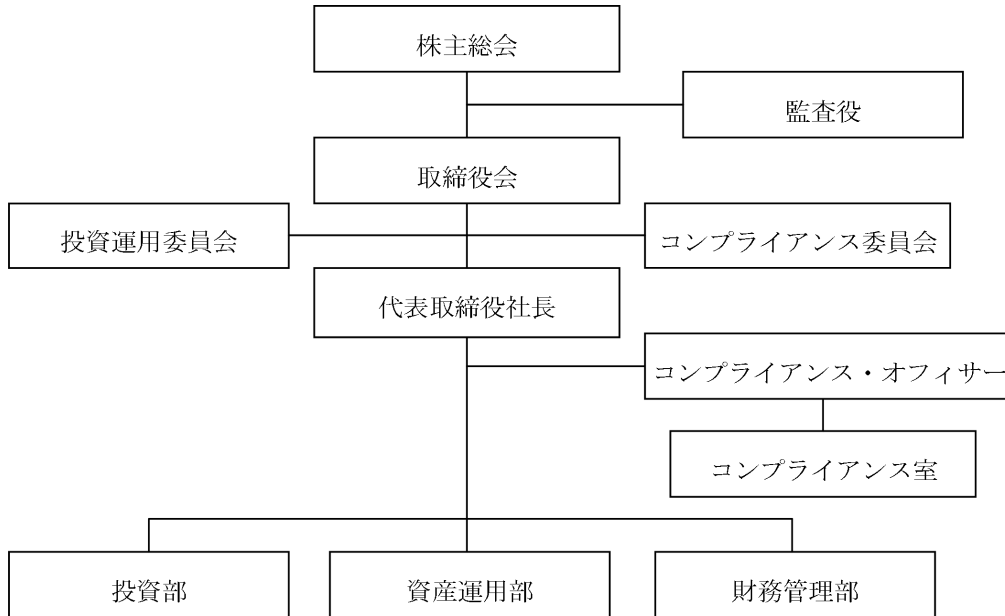 株主総会
監査役
取締役会
投資運用委員会
コンプライアンス委員会
代表取締役社長
コンプライアンス・オフィサー
コンプライアンス室
投資部
資産運用部
財務管理部